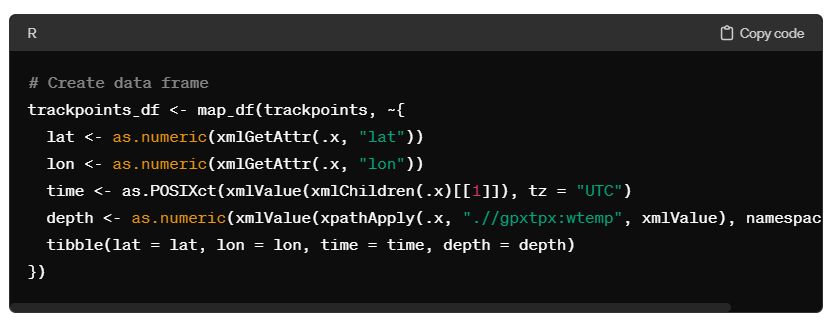 R
Copy code
# Create data frame
trackpoints_df <- map_df(trackpoints, ~{
  lat <- as.numeric(xmlGetAttr(.x, "lat"))
  lon <- as.numeric(xmlGetAttr(.x, "lon"))
  time <- as.POSIXct(xmlValue(xmlChildren(.x)[[1]]), tz = "UTC")
  depth <- as.numeric(xmlValue(xpathApply(.x, ".//gpxtpx:wtemp", xmlValue), namespac
  tibble(lat = lat, lon = lon, time = time, depth = depth)
})